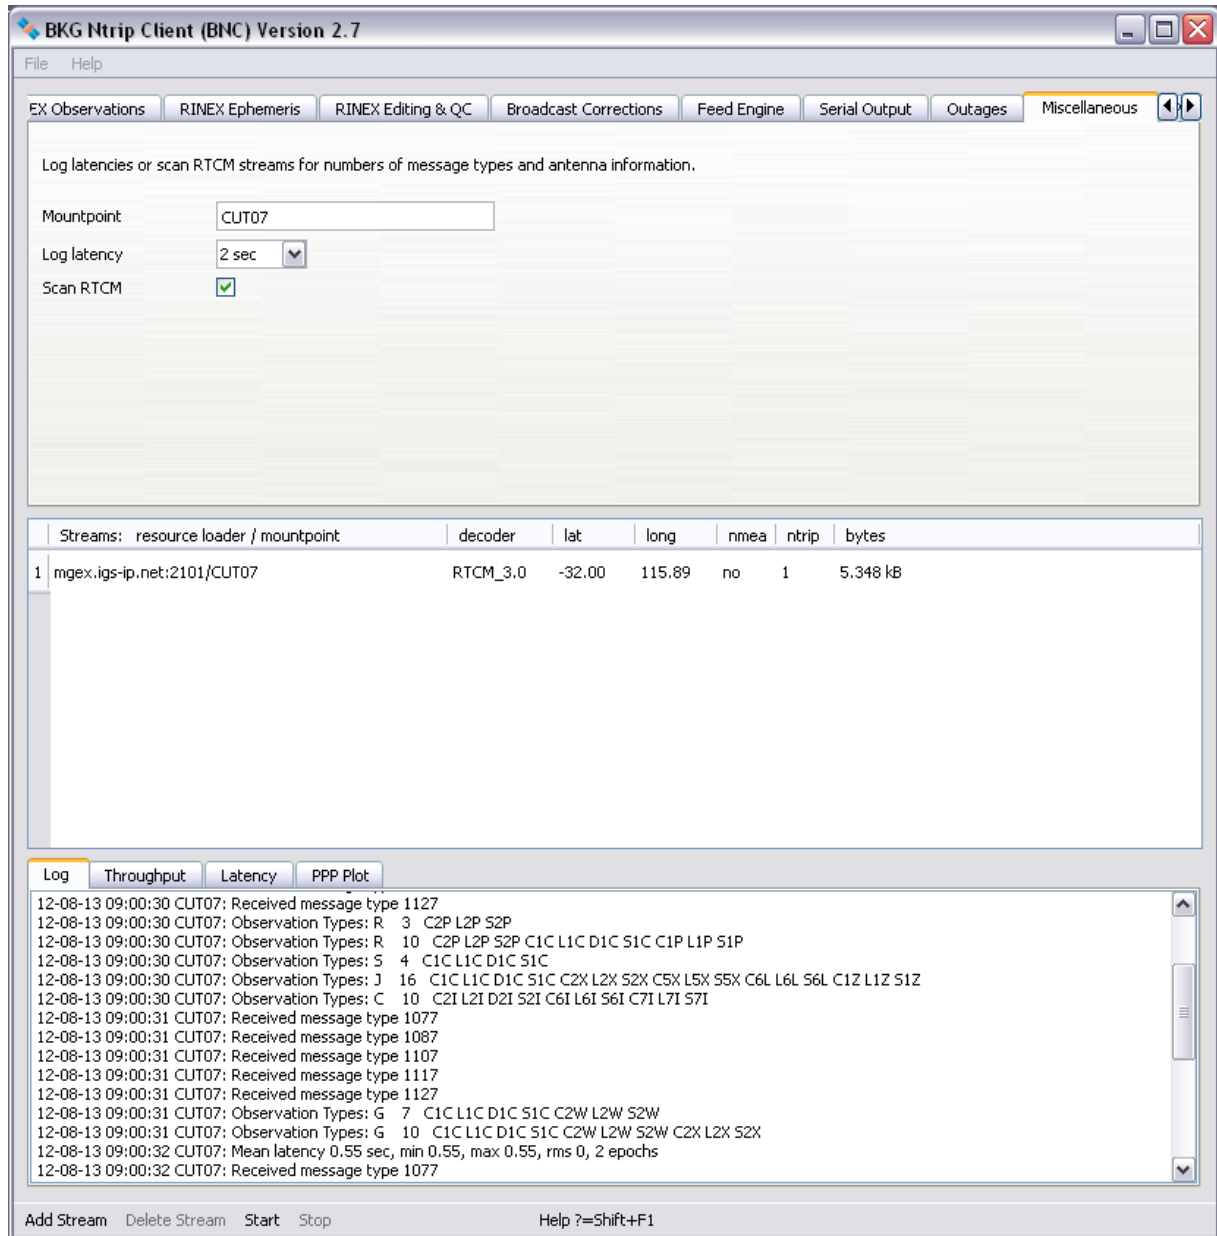 BKG Ntrip Client (BNC) Version 2.7
File Help
EX Observations RINEX Ephemeris RINEX Editing & QC Broadcast Corrections Feed Engine Serial Output Outages Miscellaneous
Log latencies or scan RTCM streams for numbers of message types and antenna information.
Mountpoint CUT07
Log latency 2 sec
Scan RTCM
Streams: resource loader / mountpoint decoder lat long nmea ntrip bytes
1 mgex.igs-ip.net:2101/CUT07 RTCM_3.0 -32.00 115.89 no 1 5.348 kB
Log Throughput Latency PPP Plot
12-08-13 09:00:30 CUT07: Received message type 1127
12-08-13 09:00:30 CUT07: Observation Types: R 3 C2P L2P S2P
12-08-13 09:00:30 CUT07: Observation Types: R 10 C2P L2P S2P C1C L1C D1C S1C C1P L1P S1P
12-08-13 09:00:30 CUT07: Observation Types: S 4 C1C L1C D1C S1C
12-08-13 09:00:30 CUT07: Observation Types: J 16 C1C L1C D1C S1C C2X L2X S2X C5X L5X S5X C6L L6L S6L C1Z L1Z S1Z
12-08-13 09:00:30 CUT07: Observation Types: C 10 C2I L2I D2I S2I C6I L6I S6I C7I L7I S7I
12-08-13 09:00:31 CUT07: Received message type 1077
12-08-13 09:00:31 CUT07: Received message type 1087
12-08-13 09:00:31 CUT07: Received message type 1107
12-08-13 09:00:31 CUT07: Received message type 1117
12-08-13 09:00:31 CUT07: Received message type 1127
12-08-13 09:00:31 CUT07: Observation Types: G 7 C1C L1C D1C S1C C2W L2W S2W
12-08-13 09:00:31 CUT07: Observation Types: G 10 C1C L1C D1C S1C C2W L2W S2W C2X L2X S2X
12-08-13 09:00:32 CUT07: Mean latency 0.55 sec, min 0.55, max 0.55, rms 0, 2 epochs
12-08-13 09:00:32 CUT07: Received message type 1077
Add Stream Delete Stream Start Stop Help ?=Shift+F1